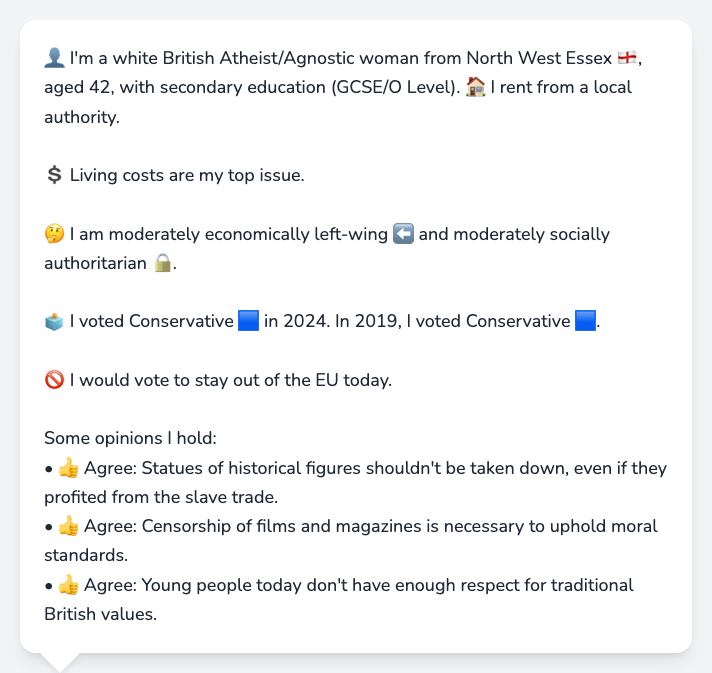 👤 I'm a white British Atheist/Agnostic woman from North West Essex 🏴󠁧󠁢󠁥󠁮󠁧󠁿,
aged 42, with secondary education (GCSE/O Level). 🏠 I rent from a local
authority.
💲 Living costs are my top issue.
🤔 I am moderately economically left-wing ⬅️ and moderately socially
authoritarian 🔒.
🗳️ I voted Conservative 🟦 in 2024. In 2019, I voted Conservative 🟦.
🚫 I would vote to stay out of the EU today.
Some opinions I hold:
• 👍 Agree: Statues of historical figures shouldn't be taken down, even if they
profited from the slave trade.
• 👍 Agree: Censorship of films and magazines is necessary to uphold moral
standards.
• 👍 Agree: Young people today don't have enough respect for traditional
British values.